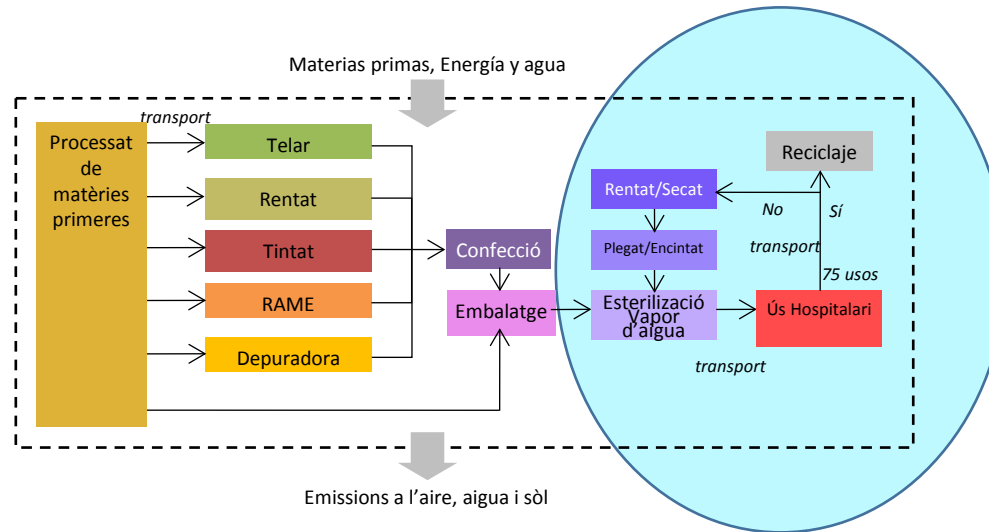 Materias primas, Energía y agua
transport
Processat
de
matèries
primeres
Telar
Rentat
Tintat
RAME
Depuradora
Confecció
Embalatge
Reciclaje
Rentat/Secat
No
Sí
Plegat/Encintat
transport
75 usos
Esterilizació
vapor
d'aigua
Ús Hospitalari
transport
Emissions a l'aire, aigua i sòl